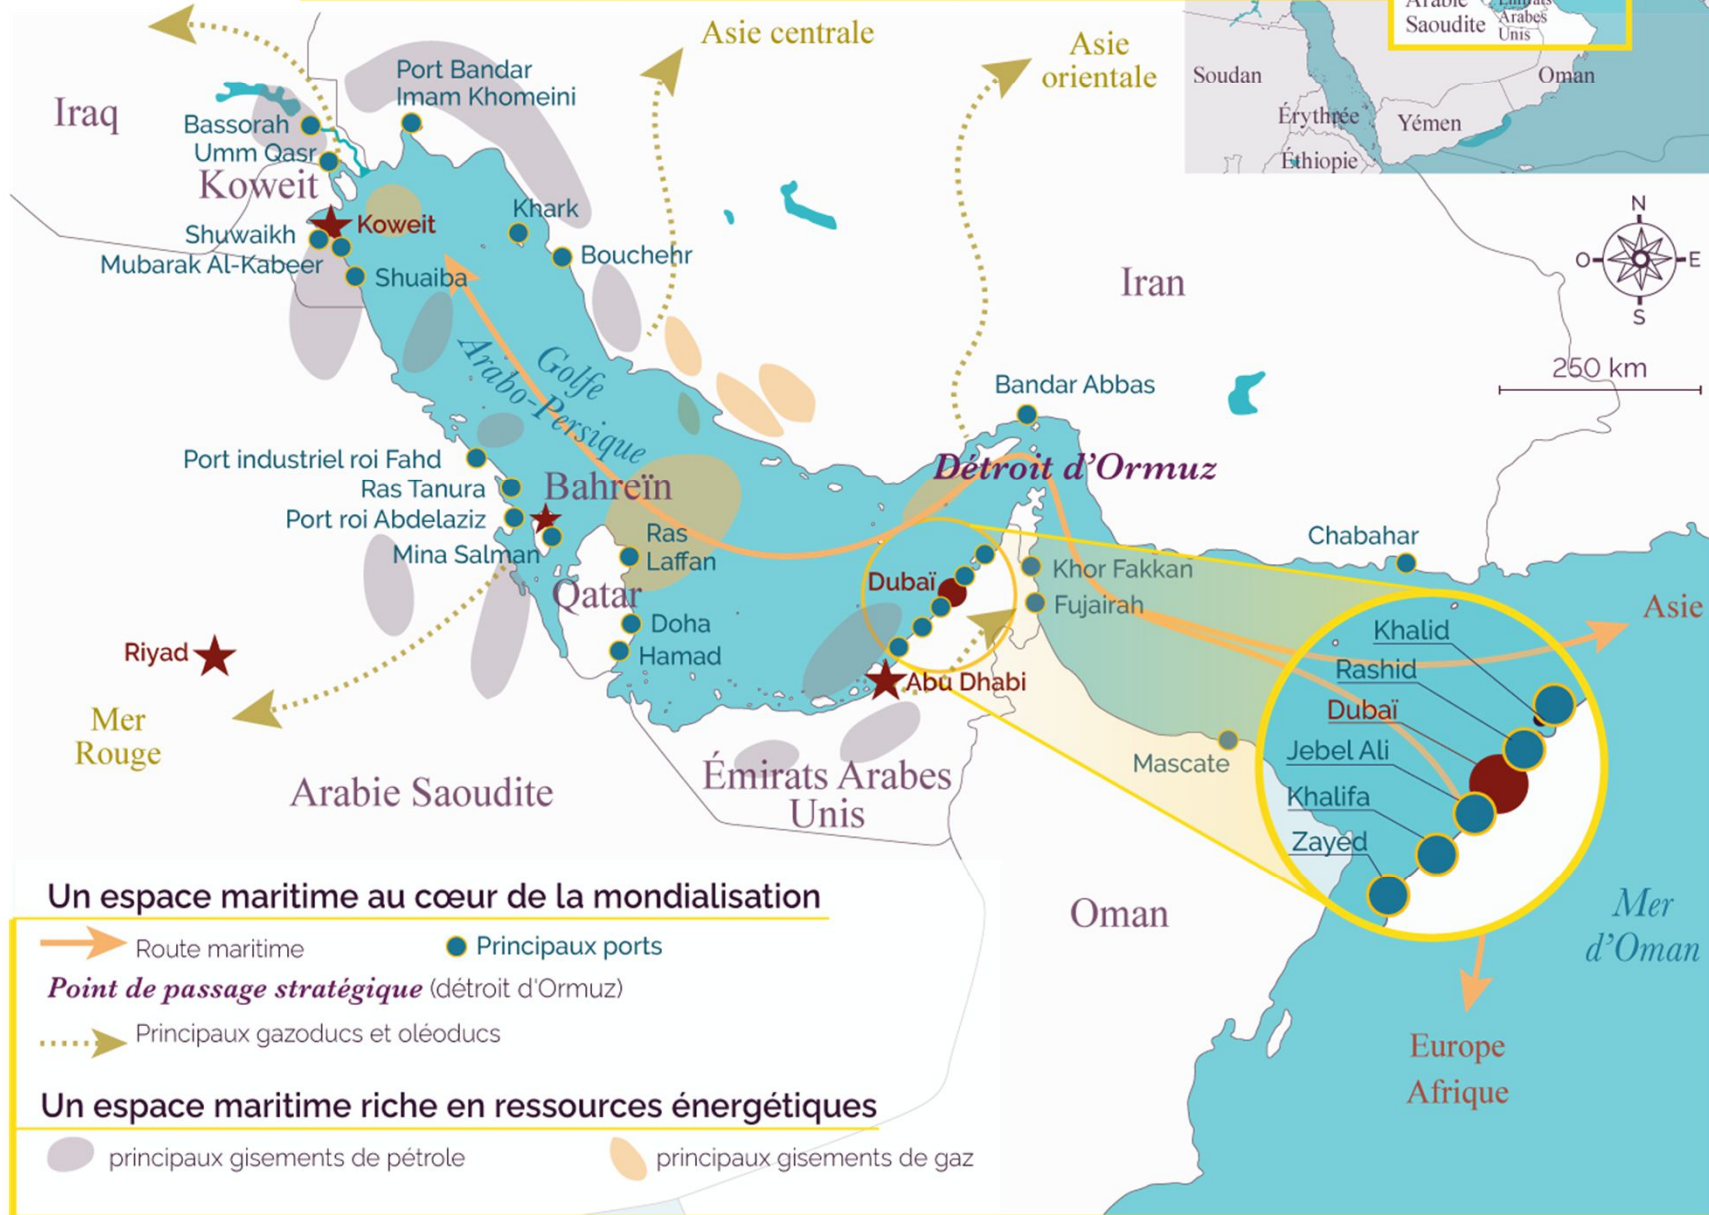 Asie centrale
Asie
orientale
Arabie
Saoudite
Émirats
Arabes
Unis
Soudan
Oman
Érythrée
Yémen
Éthiopie
Port Bandar
Imam Khomeini
Iraq
Bassorah
Umm Qasr
Koweit
Koweit
Khark
Shuwaikh
Mubarak Al-Kabeer
Bouchehr
Shuaiba
Iran
N
O
E
S
250 km
Golfe
Arabo-Persique
Bandar Abbas
Détroit d'Ormuz
Port industriel roi Fahd
Ras Tanura
Bahreïn
Port roi Abdelaziz
Mina Salman
Ras
Laffan
Chabahar
Dubaï
Khor Fakkan
Fujairah
Qatar
Doha
Hamad
Asie
Khalid
Rashid
Dubaï
Jebel Ali
Khalifa
Zayed
Riyad
Abu Dhabi
Mer
Rouge
Mascate
Arabie Saoudite
Émirats Arabes
Unis
Oman
Mer
d'Oman
Europe
Afrique
Un espace maritime au cœur de la mondialisation
Route maritime
Principaux ports
Point de passage stratégique (détroit d'Ormuz)
Principaux gazoducs et oléoducs
Un espace maritime riche en ressources énergétiques
principaux gisements de pétrole
principaux gisements de gaz